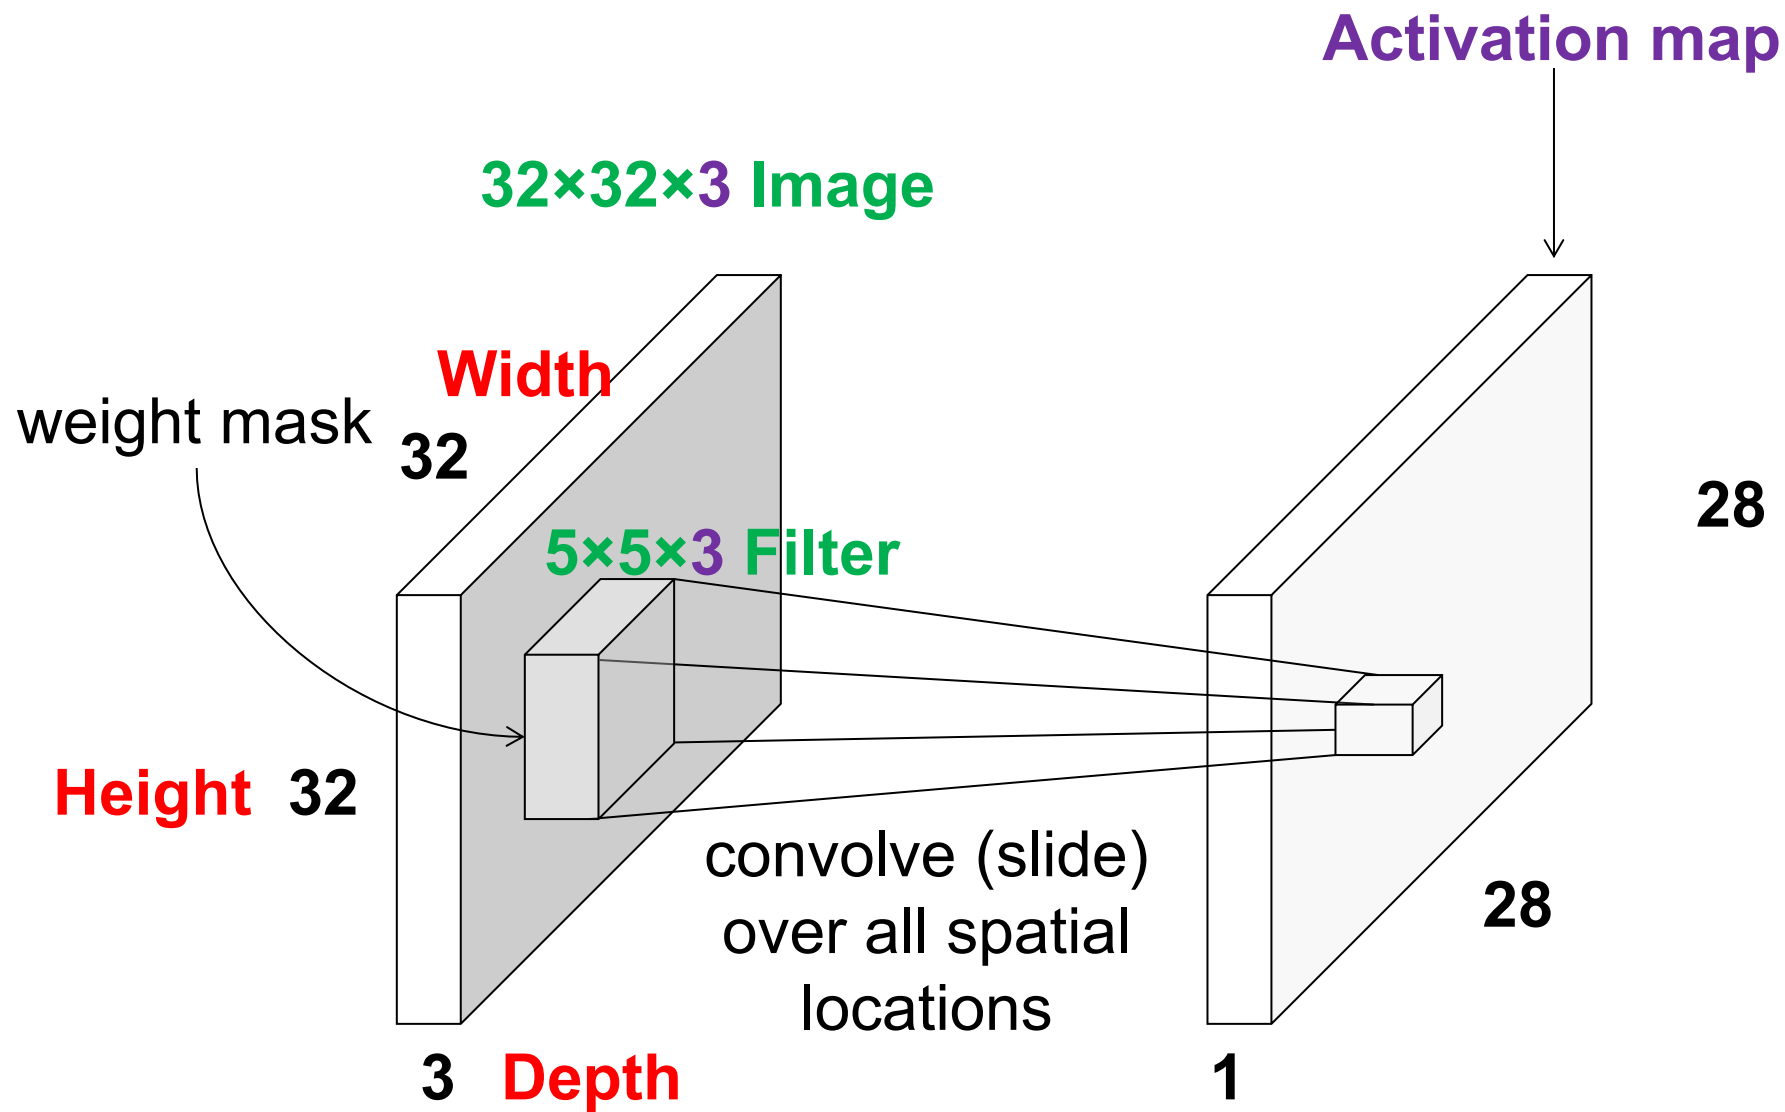 Activation map
32×32×3 Image
Width
weight mask
32
28
5×5×3 Filter
Height 32
convolve (slide)
over all spatial
locations
28
3 Depth
1